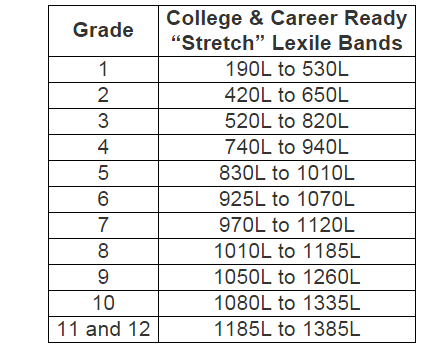 Grade College & Career Ready
"Stretch" Lexile Bands
1 190L to 530L
2 420L to 650L
3 520L to 820L
4 740L to 940L
5 830L to 1010L
6 925L to 1070L
7 970L to 1120L
8 1010L to 1185L
9 1050L to 1260L
10 1080L to 1335L
11 and 12 1185L to 1385L